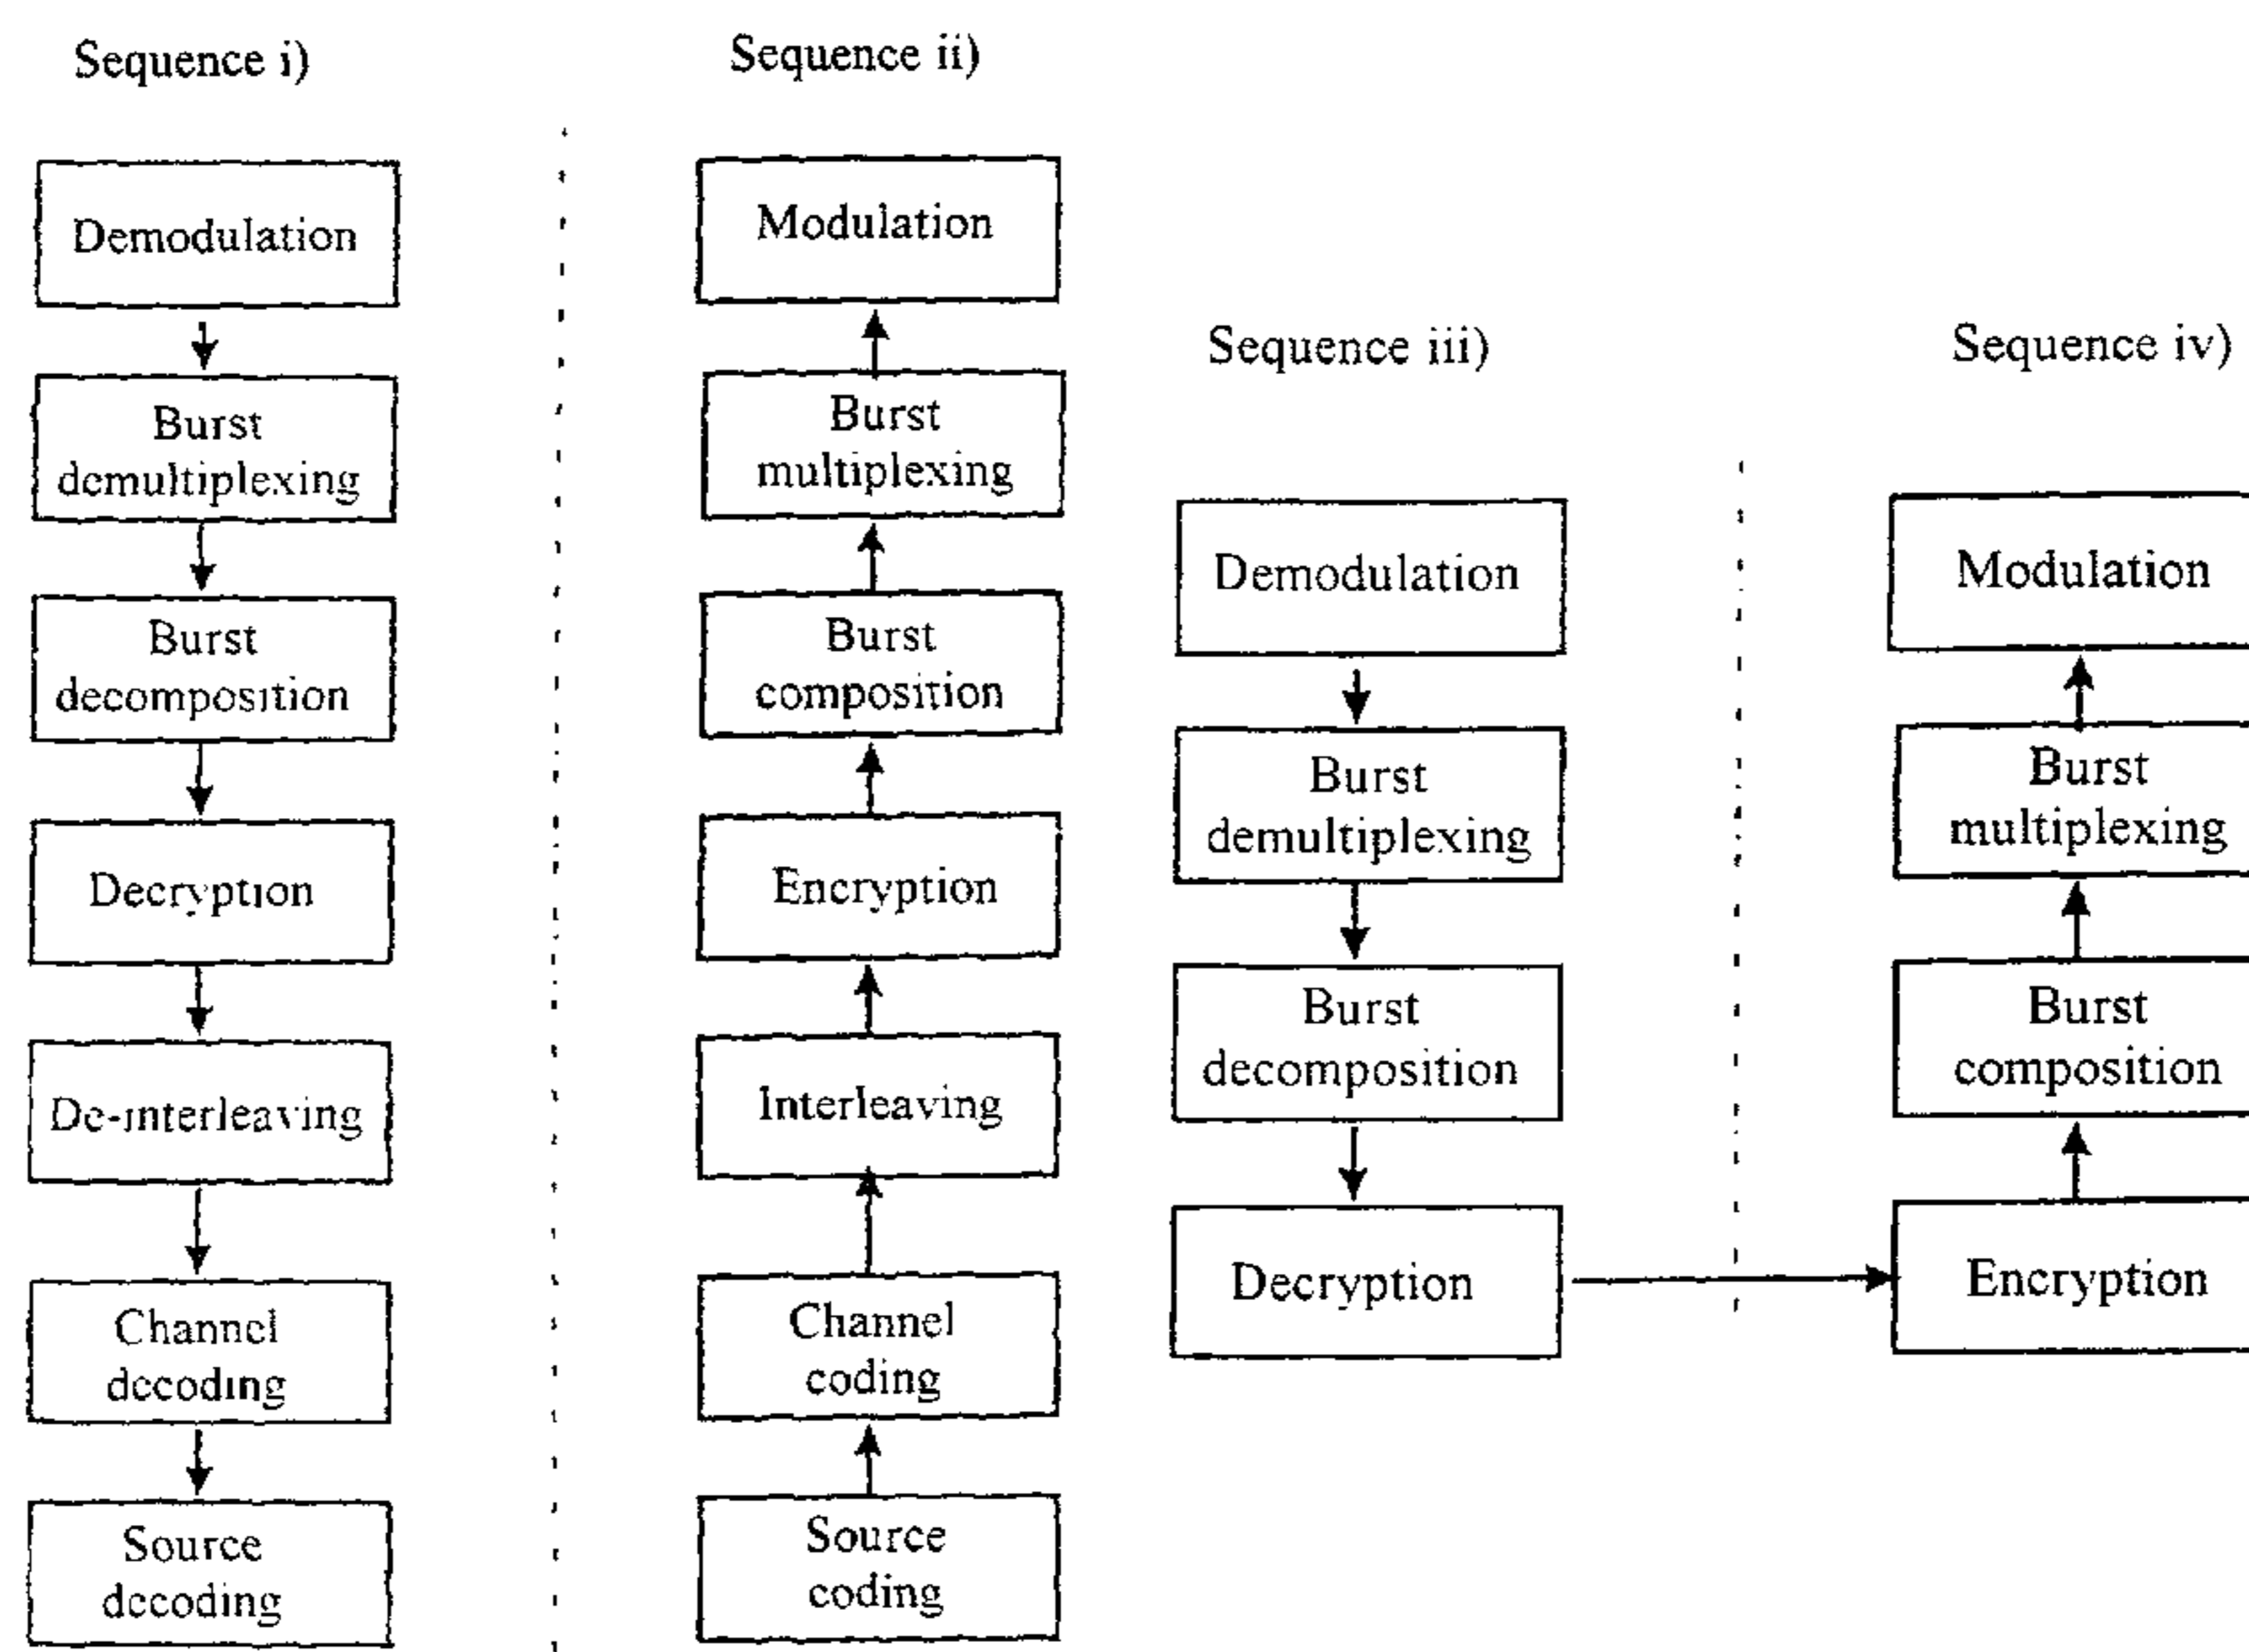 Sequence i)
Demodulation
Burst
demultiplexing
Burst
decomposition
Decryption
De-interleaving
Channel
decoding
Source
decoding
Sequence ii)
Modulation
Burst
multiplexing
Burst
composition
Encryption
Interleaving
Channel
coding
Source
coding
Sequence iii)
Demodulation
Burst
demultiplexing
Burst
decomposition
Decryption
Sequence iv)
Modulation
Burst
multiplexing
Burst
composition
Encryption